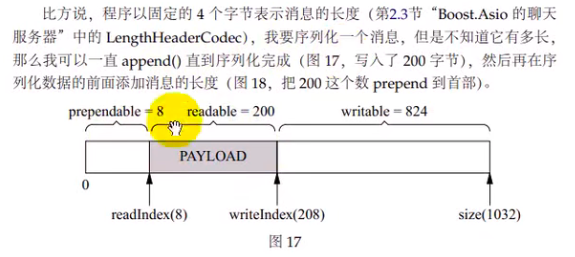 比方说，程序以固定的 4 个字节表示消息的长度（第2.3节“Boost.Asio 的聊天
服务器”中的 LengthHeaderCodec），我要序列化一个消息，但是不知道它有多长，
那么我可以一直 append() 直到序列化完成（图 17，写入了 200 字节），然后再在
序列化数据的前面添加消息的长度（图 18，把 200 这个数 prepend 到首部）。
prependable = 8 readable = 200 writable = 824
PAYLOAD
0
readIndex(8) writeIndex(208) size(1032)
图 17